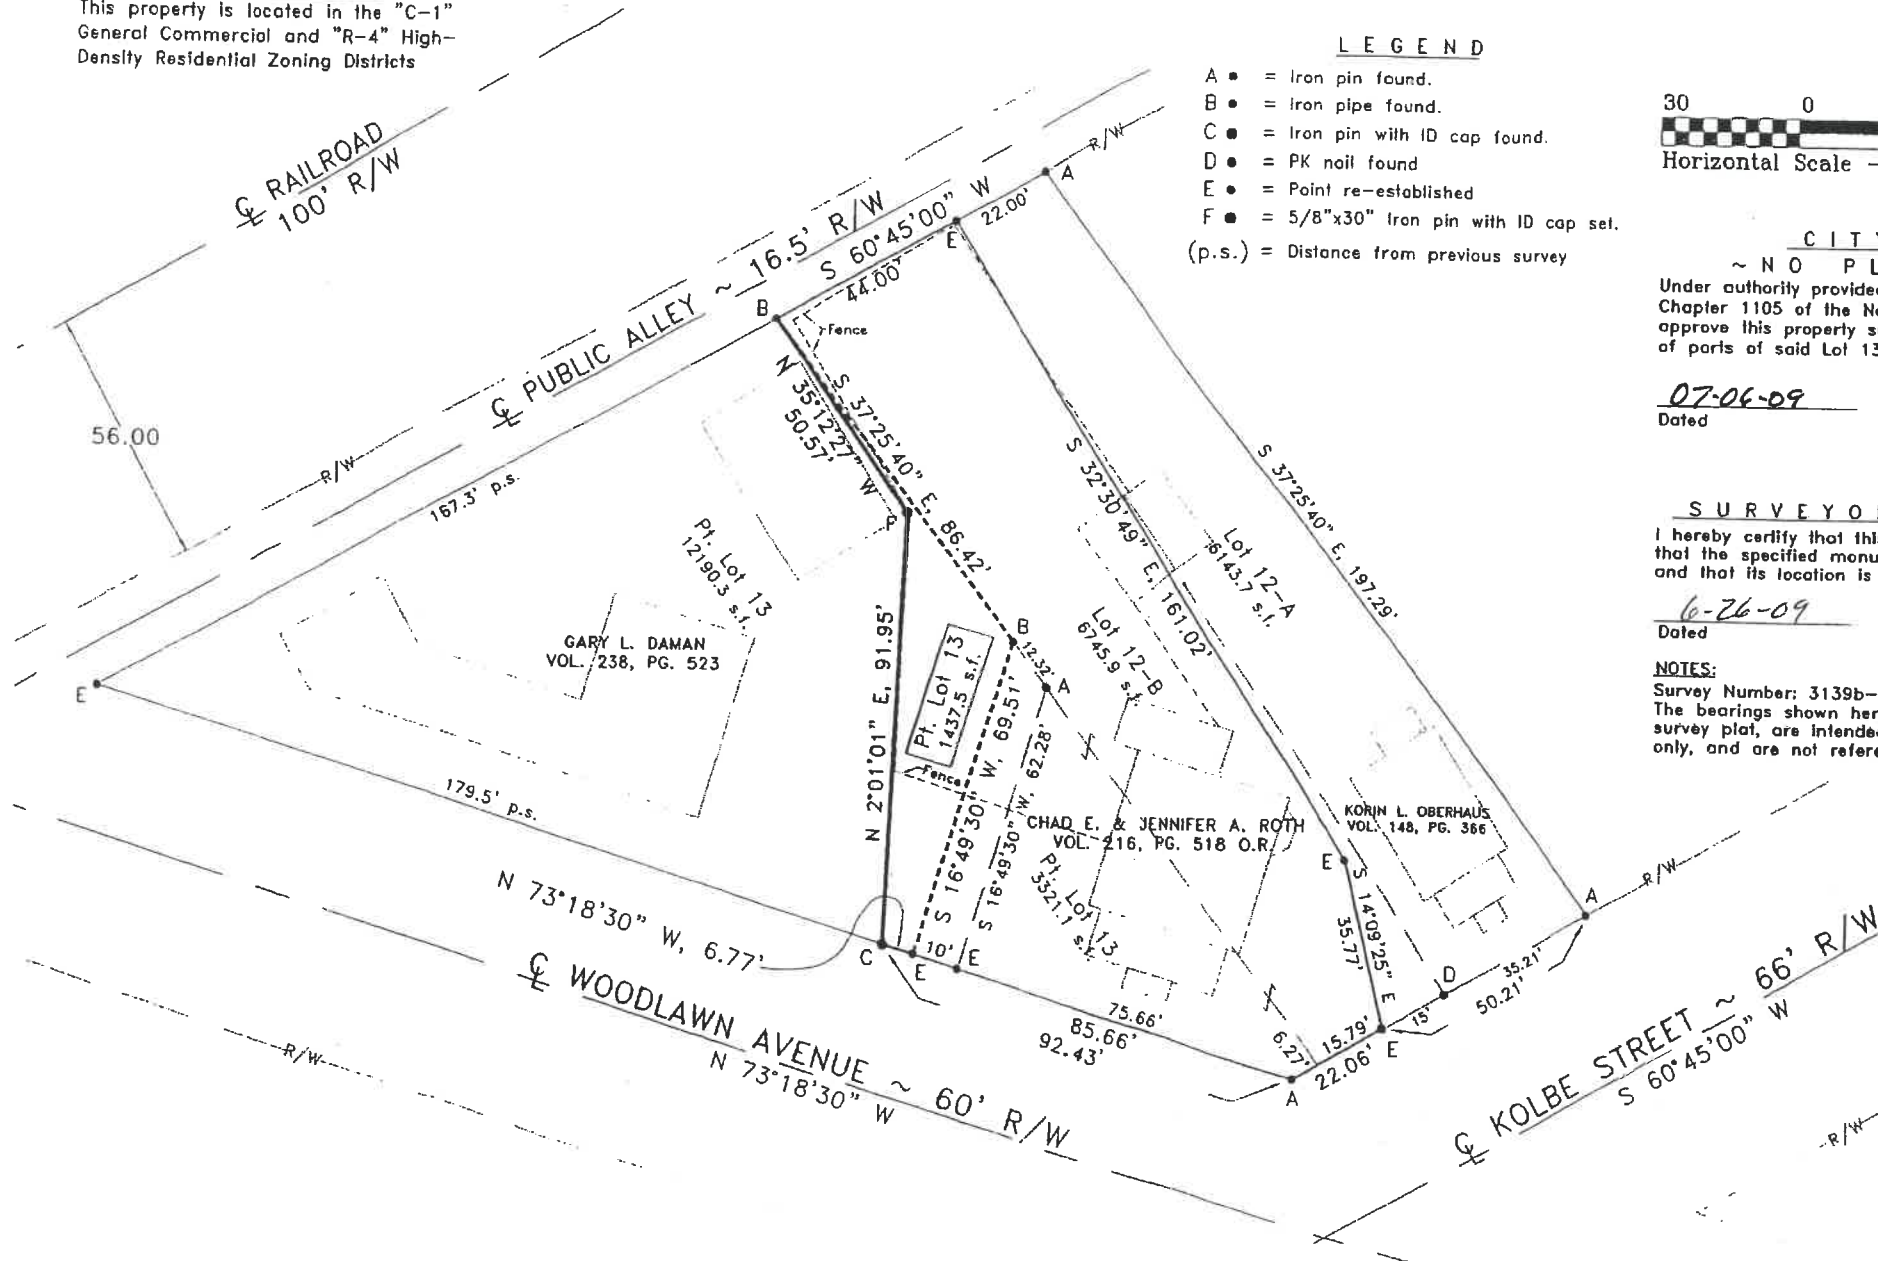 This property is located in the "C-1"
General Commercial and "R-4" High-
Density Residential Zoning Districts
LEGEND
A ● = Iron pin found.
B ● = Iron pipe found.
C ● = Iron pin with ID cap found.
D ● = PK nail found
E ● = Point re-established
F ● = 5/8"x30" Iron pin with ID cap set.
(p.s.) = Distance from previous survey
30 0
Horizontal Scale -
CIT
~ NO PL
Under authority provide
Chapter 1105 of the N
approve this property s
of parts of said Lot 13
07-06-09
Dated
SURVEYO
I hereby certify that thi
that the specified monu
and that its location is
6-26-09
Dated
NOTES:
Survey Number: 3139b-
The bearings shown her
survey plat, are intende
only, and are not refere
℄ RAILROAD
100' R/W
56.00
℄ PUBLIC ALLEY ~ 16.5' R/W
S 60°45'00" W
R/W
R/W
22.00'
44.00'
A
E
B
Fence
167.3' p.s.
N 35°12'27" W
50.57'
S 37°25'40" E, 86.42'
F
S 32°30'49" E, 161.02'
S 37°25'40" E, 197.29'
Pt. Lot 13
12190.3 s.f.
GARY L. DAMAN
VOL. 238, PG. 523
E
179.5' p.s.
N 2°01'01" E, 91.95'
Pt. Lot 13
1437.5 s.f.
Fence
B
12.32'
A
S 16°49'30" W, 69.51'
S 16°49'30" W, 62.28'
Lot 12-A
6143.7 s.f.
Lot 12-B
6745.9 s.f.
CHAD E. & JENNIFER A. ROTH
VOL. 216, PG. 518 O.R.
Pt. Lot 13
3321.1 s.f.
KORIN L. OBERHAUS
VOL. 148, PG. 366
E
S 14°09'25" E
35.77'
A
R/W
D
35.21'
50.21'
15'
E
15.79'
22.06'
6.27'
A
N 73°18'30" W, 6.77'
C
E
10'
E
75.66'
85.66'
92.43'
℄ WOODLAWN AVENUE ~ 60' R/W
N 73°18'30" W
R/W
℄ KOLBE STREET ~ 66' R/W
S 60°45'00" W
R/W